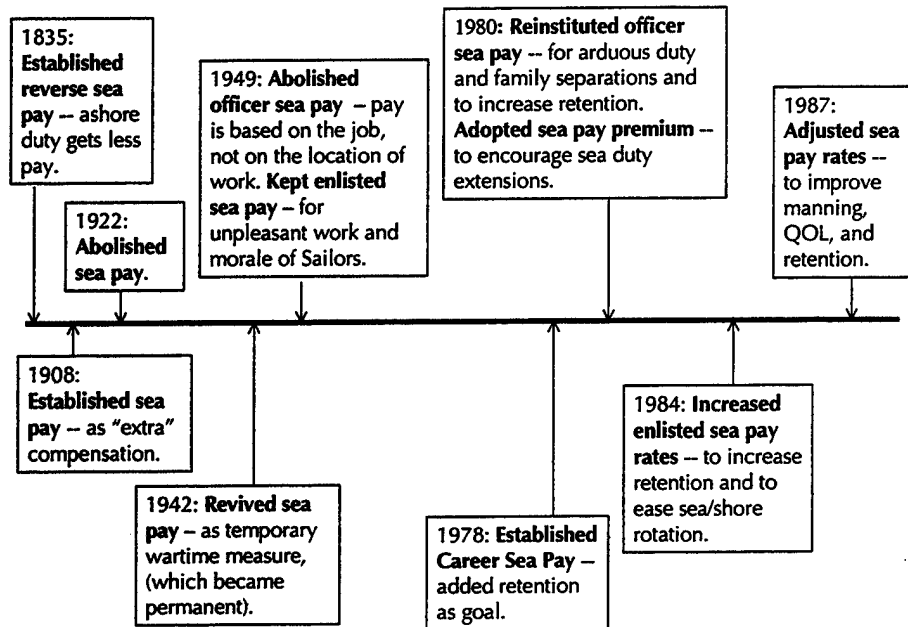 1835:
Established
reverse sea
pay -- ashore
duty gets less
pay.
1922:
Abolished
sea pay.
1949: Abolished
officer sea pay – pay
is based on the job,
not on the location of
work. Kept enlisted
sea pay – for
unpleasant work and
morale of Sailors.
1980: Reinstituted officer
sea pay -- for arduous duty
and family separations and
to increase retention.
Adopted sea pay premium --
to encourage sea duty
extensions.
1987:
Adjusted sea
pay rates --
to improve
manning,
QOL, and
retention.
1908:
Established sea
pay -- as "extra"
compensation.
1942: Revived sea
pay – as temporary
wartime measure,
(which became
permanent).
1978: Established
Career Sea Pay –
added retention
as goal.
1984: Increased
enlisted sea pay
rates -- to increase
retention and to
ease sea/shore
rotation.